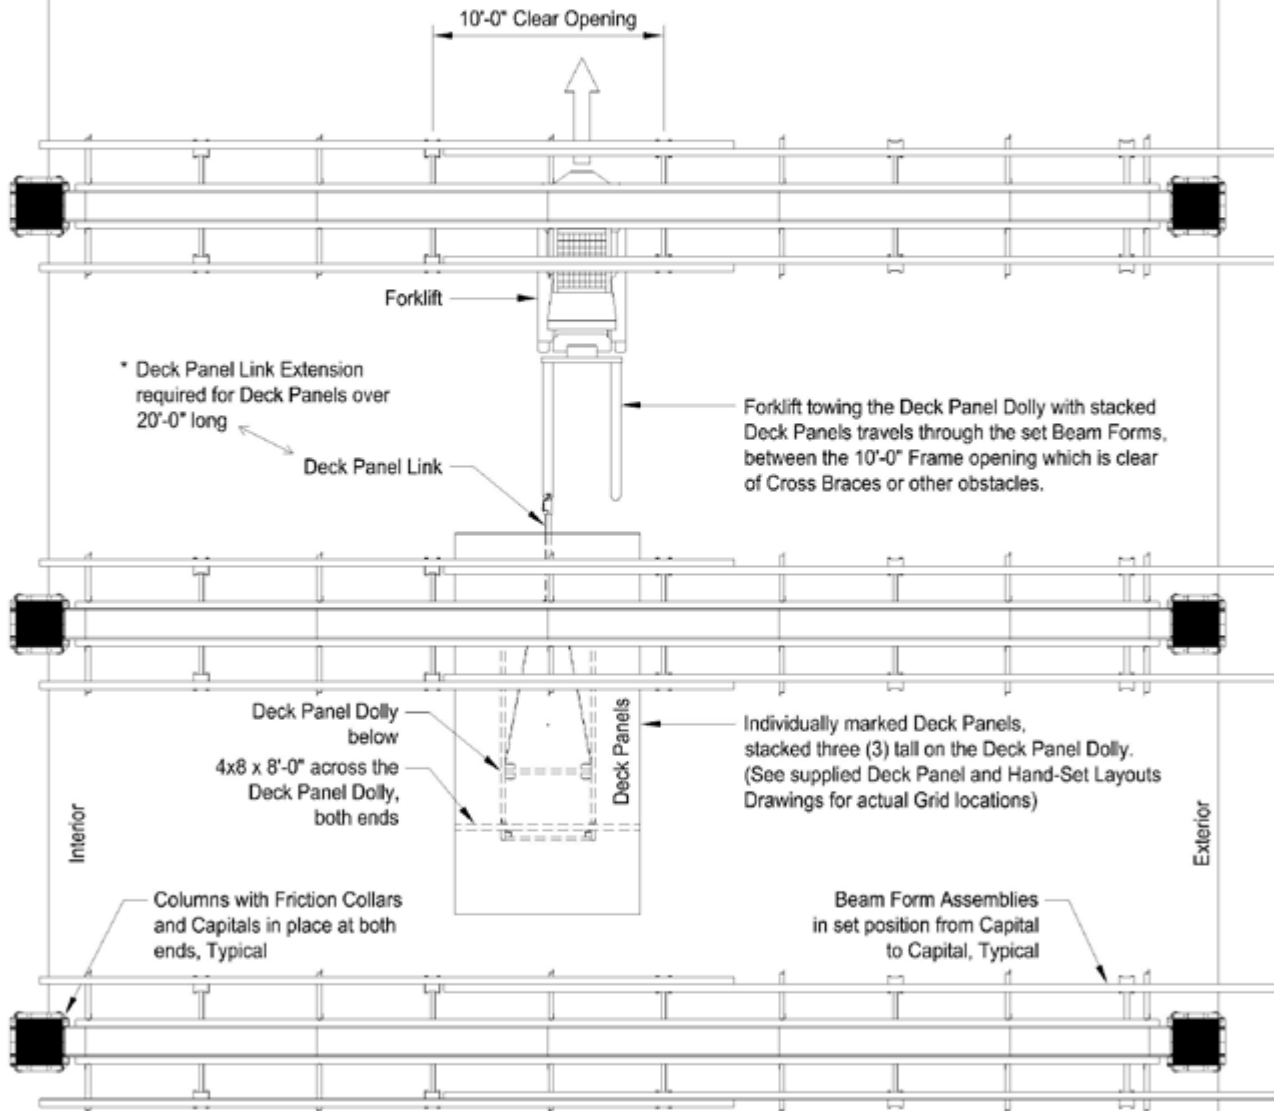 10'-0" Clear Opening
Forklift
* Deck Panel Link Extension
required for Deck Panels over
20'-0" long
Deck Panel Link
Forklift towing the Deck Panel Dolly with stacked
Deck Panels travels through the set Beam Forms,
between the 10'-0" Frame opening which is clear
of Cross Braces or other obstacles.
Deck Panel Dolly
below
4x8 x 8'-0" across the
Deck Panel Dolly,
both ends
Deck Panels
Individually marked Deck Panels,
stacked three (3) tall on the Deck Panel Dolly.
(See supplied Deck Panel and Hand-Set Layouts
Drawings for actual Grid locations)
Interior
Exterior
Columns with Friction Collars
and Capitals in place at both
ends, Typical
Beam Form Assemblies
in set position from Capital
to Capital, Typical